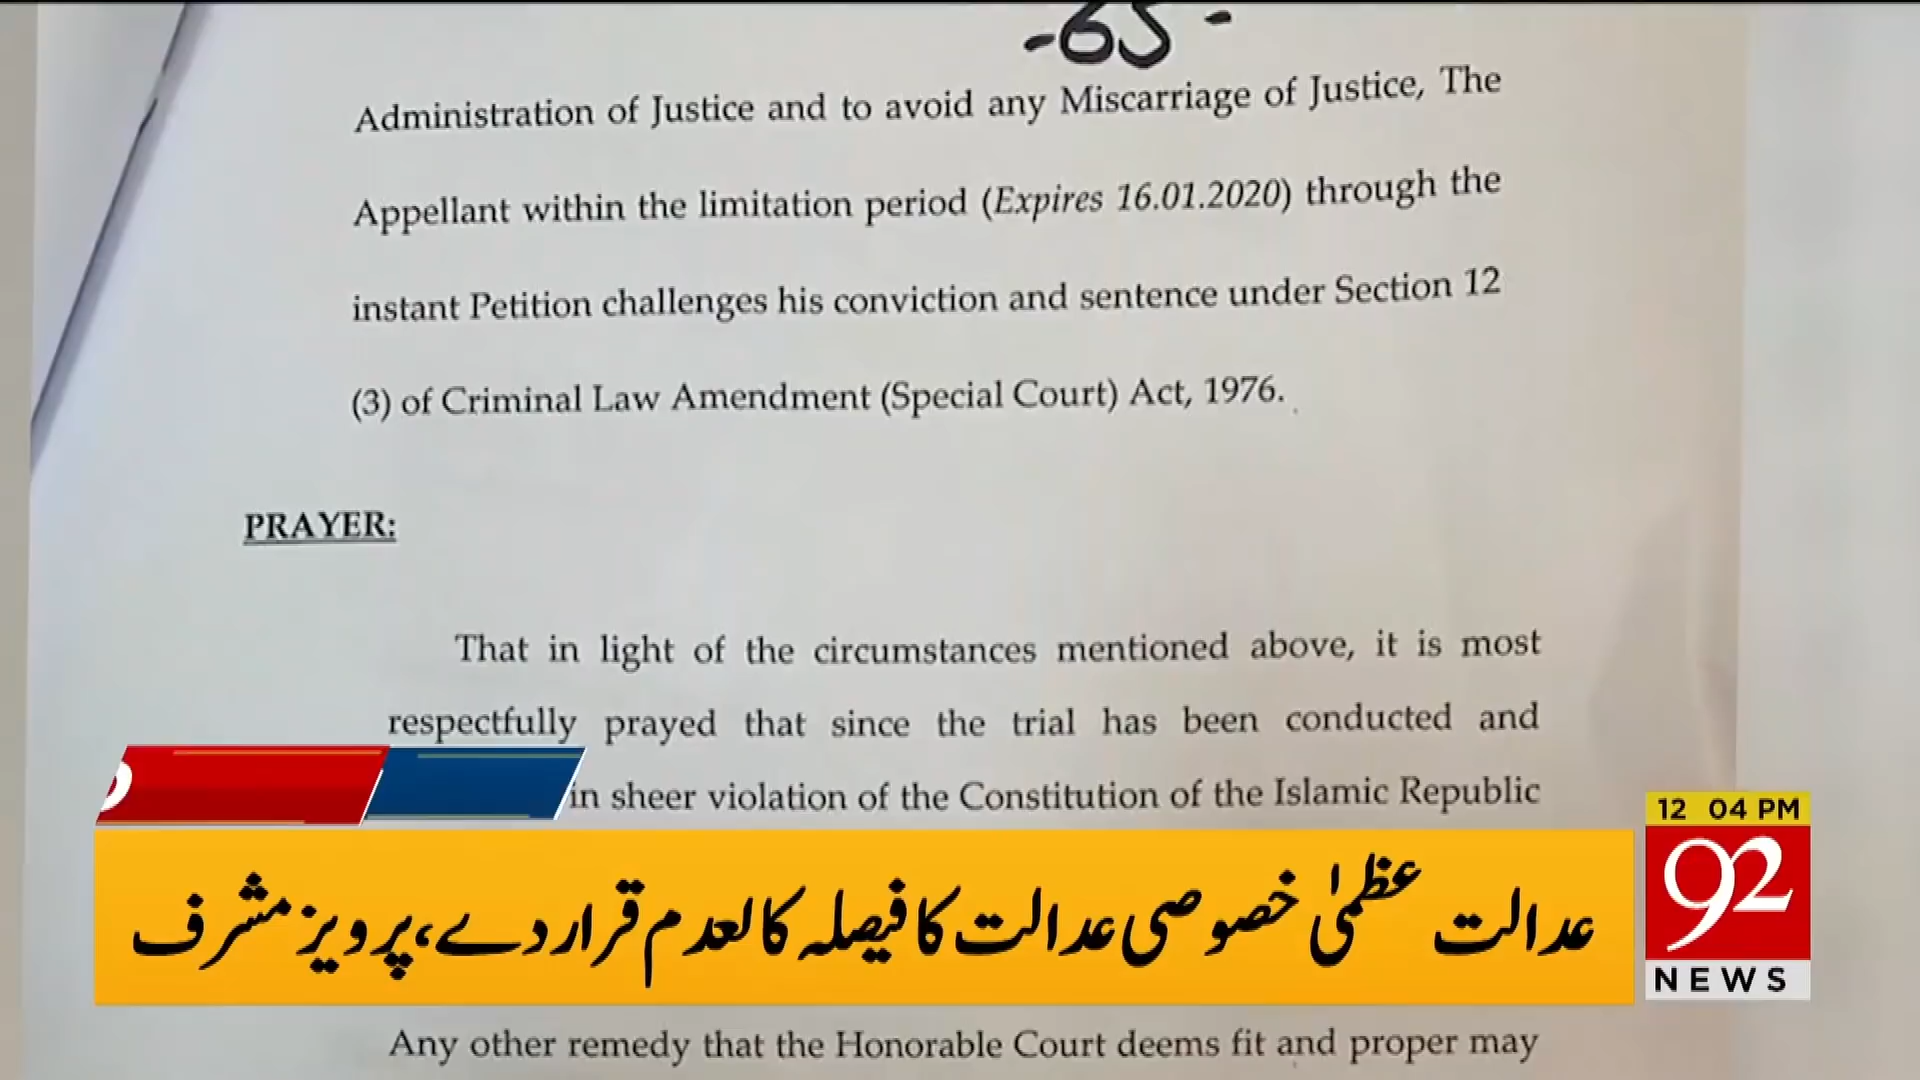 -65-
Administration of Justice and to avoid any Miscarriage of Justice, The
Appellant within the limitation period (Expires 16.01.2020) through the
instant Petition challenges his conviction and sentence under Section 12
(3) of Criminal Law Amendment (Special Court) Act, 1976.
PRAYER:
That in light of the circumstances mentioned above, it is most
respectfully prayed that since the trial has been conducted and
in sheer violation of the Constitution of the Islamic Republic
12 04 PM
92
NEWS
عدالت عظمیٰ خصوصی عدالت کا فیصلہ کالعدم قرار دے، پرویز مشرف
Any other remedy that the Honorable Court deems fit and proper may